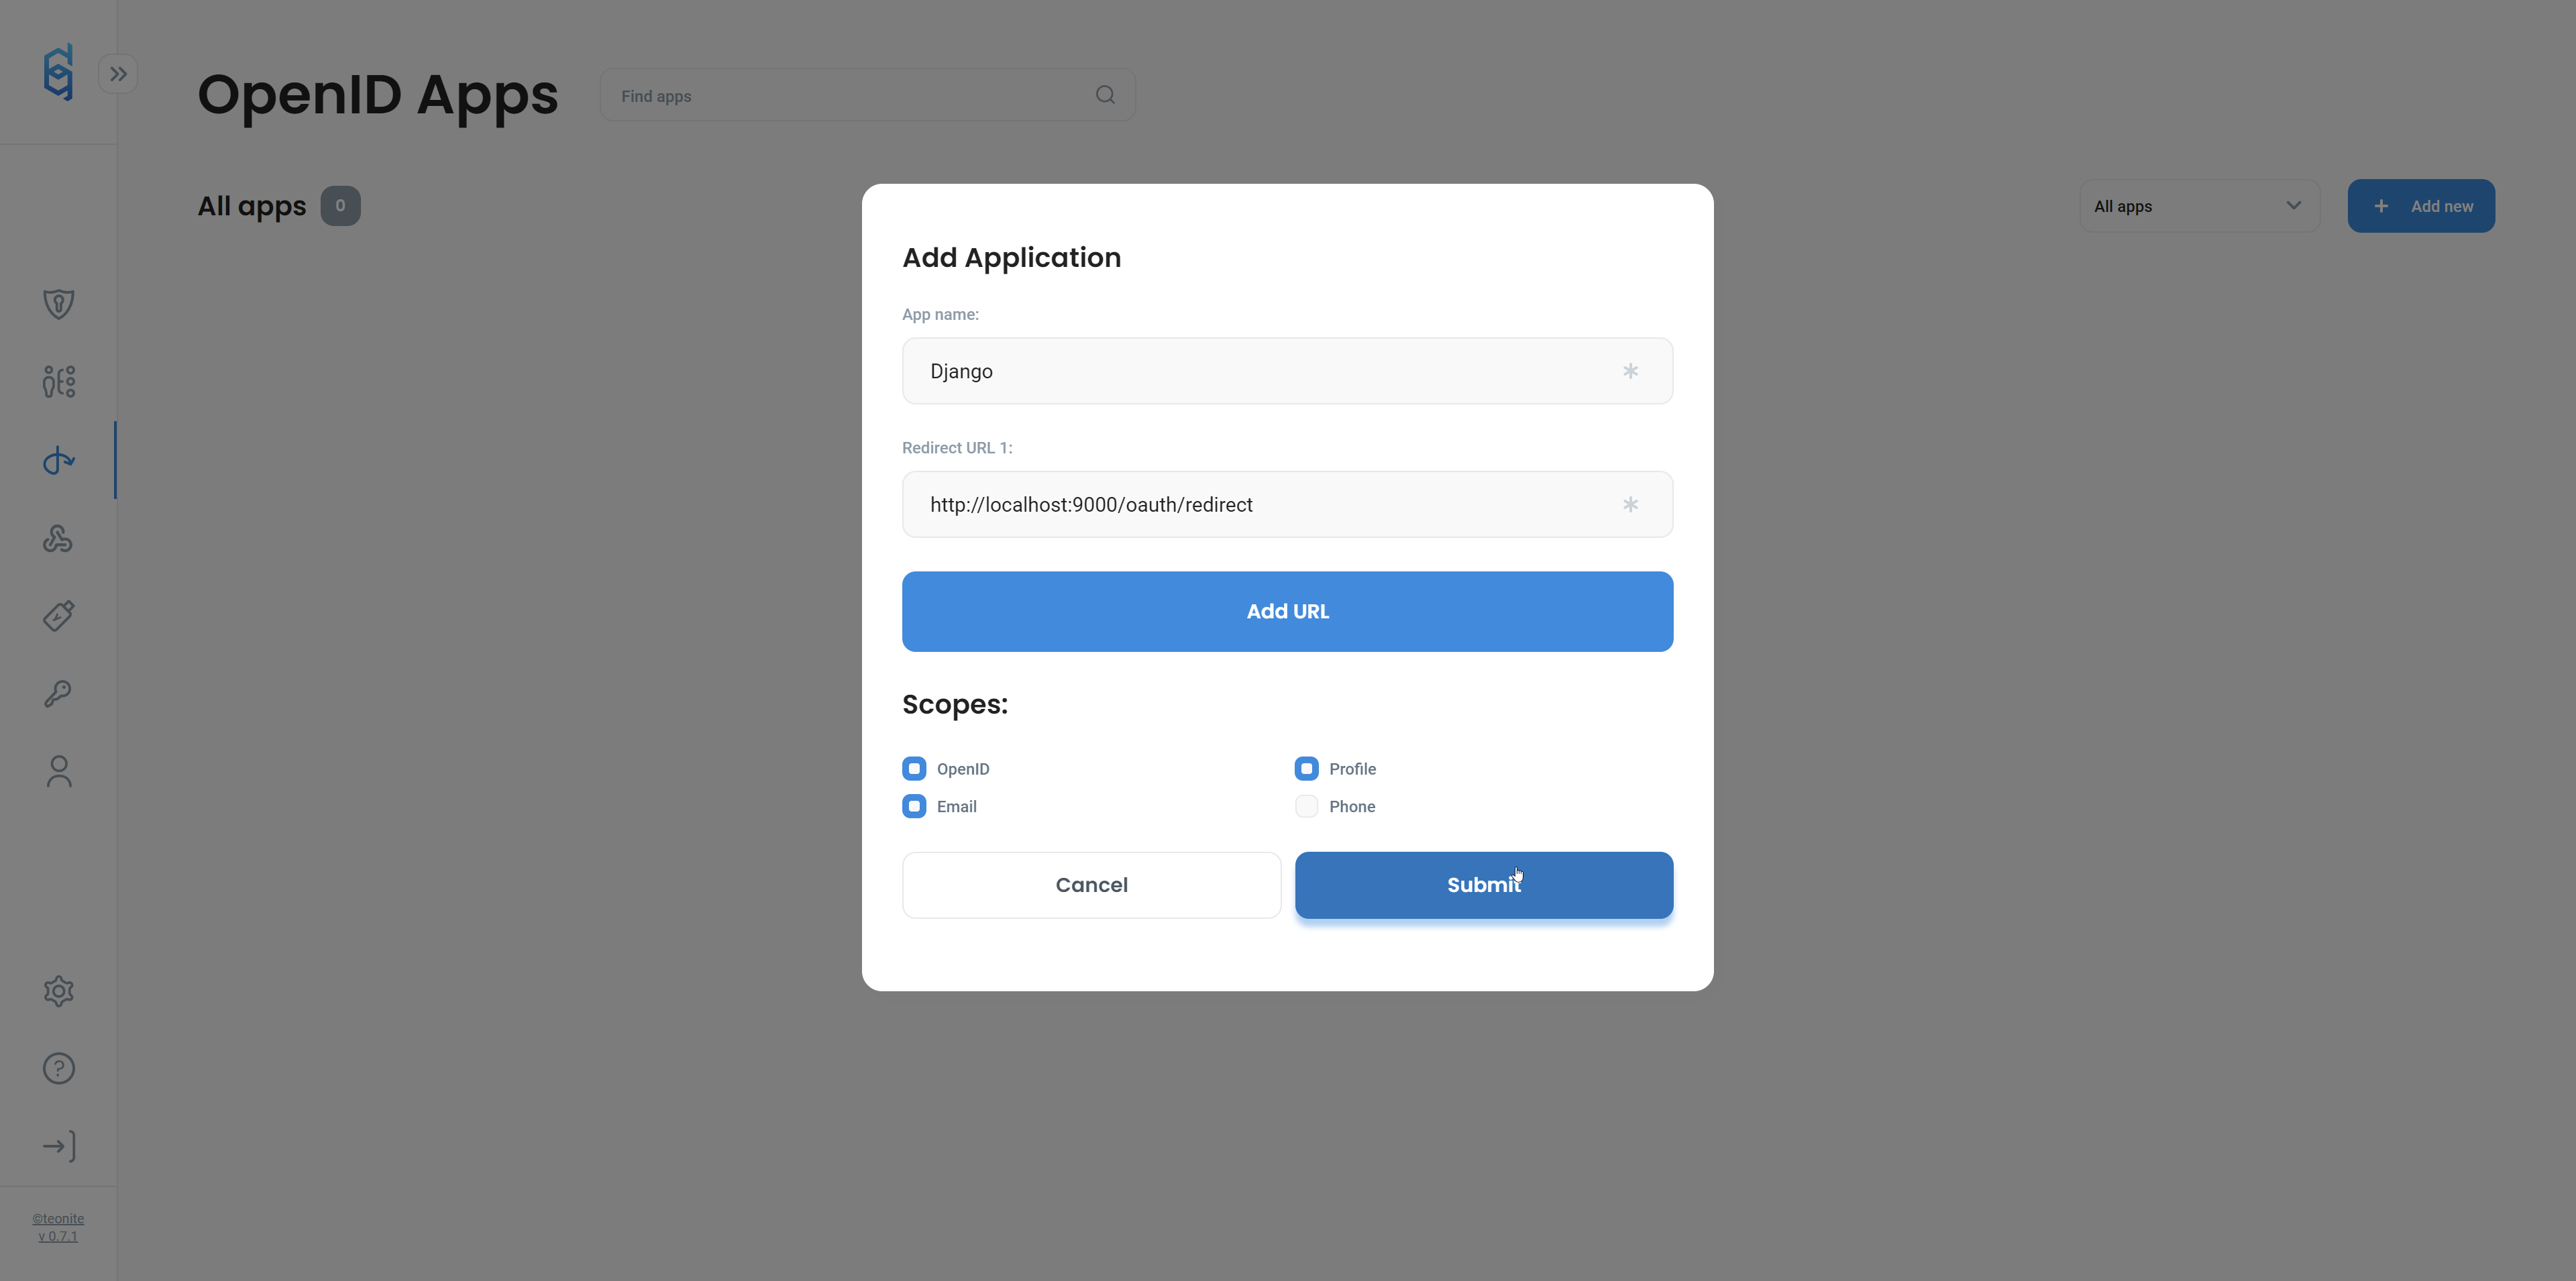 OpenID Apps
Find apps
All apps 0
All apps
Add new
Add Application
App name:
Django
Redirect URL 1:
http://localhost:9000/oauth/redirect
Add URL
Scopes:
OpenID
Profile
Email
Phone
Cancel
Submit
©teonite
v 0.7.1